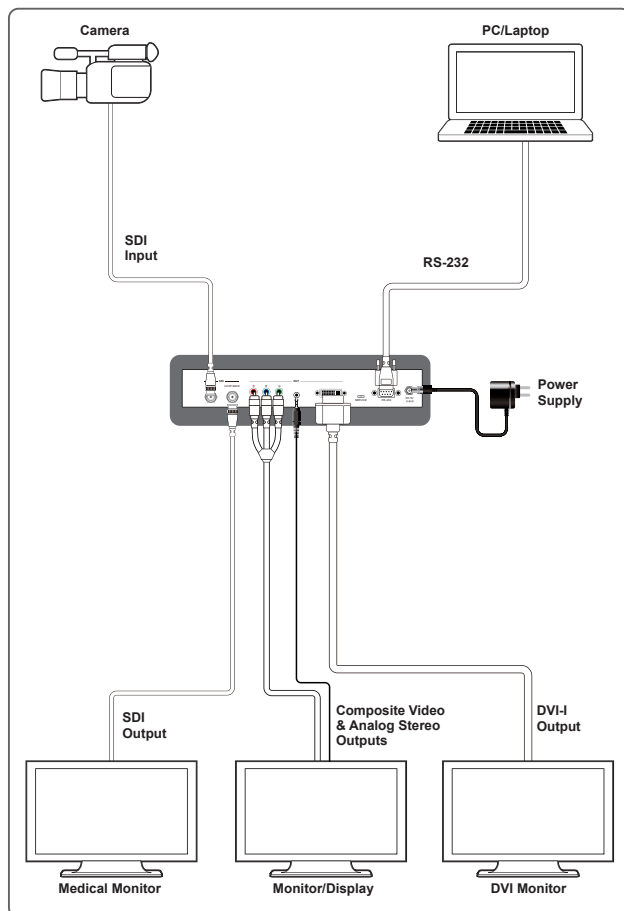 Camera
PC/Laptop
SDI
Input
RS-232
Power
Supply
SDI
Output
Composite Video
& Analog Stereo
Outputs
DVI-I
Output
Medical Monitor
Monitor/Display
DVI Monitor